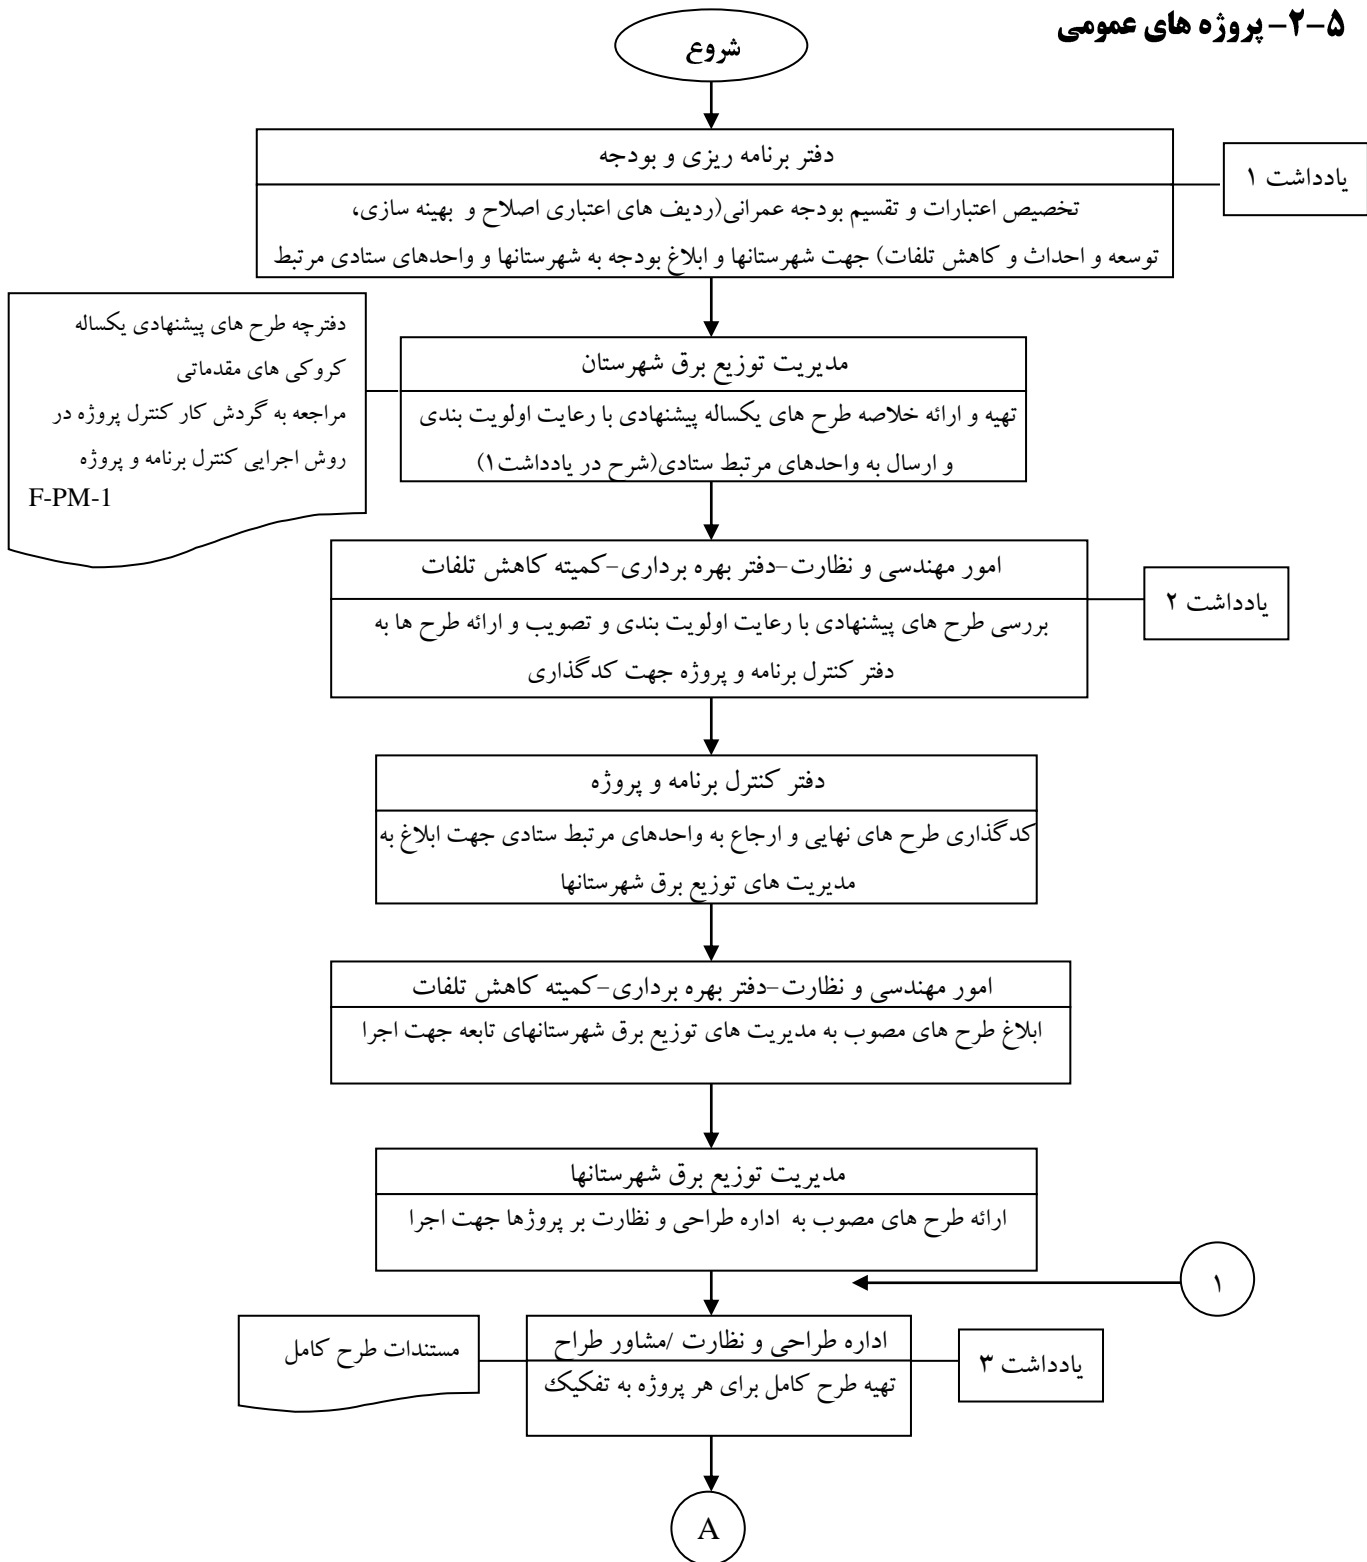 ۵-۲- پروژه های عمومی
شروع
دفتر برنامه ریزی و بودجه
یادداشت ۱
تخصیص اعتبارات و تقسیم بودجه عمرانی(ردیف های اعتباری اصلاح و بهینه سازی،
توسعه و احداث و کاهش تلفات) جهت شهرستانها و ابلاغ بودجه به شهرستانها و واحدهای ستادی مرتبط
دفترچه طرح های پیشنهادی یکساله
کروکی های مقدماتی
مراجعه به گردش کار کنترل پروژه در
روش اجرایی کنترل برنامه و پروژه
F-PM-1
مدیریت توزیع برق شهرستان
تهیه و ارائه خلاصه طرح های یکساله پیشنهادی با رعایت اولویت بندی
و ارسال به واحدهای مرتبط ستادی(شرح در یادداشت۱)
امور مهندسی و نظارت-دفتر بهره برداری-کمیته کاهش تلفات
یادداشت ۲
بررسی طرح های پیشنهادی با رعایت اولویت بندی و تصویب و ارائه طرح ها به
دفتر کنترل برنامه و پروژه جهت کدگذاری
دفتر کنترل برنامه و پروژه
کدگذاری طرح های نهایی و ارجاع به واحدهای مرتبط ستادی جهت ابلاغ به
مدیریت های توزیع برق شهرستانها
امور مهندسی و نظارت-دفتر بهره برداری-کمیته کاهش تلفات
ابلاغ طرح های مصوب به مدیریت های توزیع برق شهرستانهای تابعه جهت اجرا
مدیریت توزیع برق شهرستانها
ارائه طرح های مصوب به اداره طراحی و نظارت بر پروژها جهت اجرا
۱
اداره طراحی و نظارت /مشاور طراح
یادداشت ۳
مستندات طرح کامل
تهیه طرح کامل برای هر پروژه به تفکیک
A